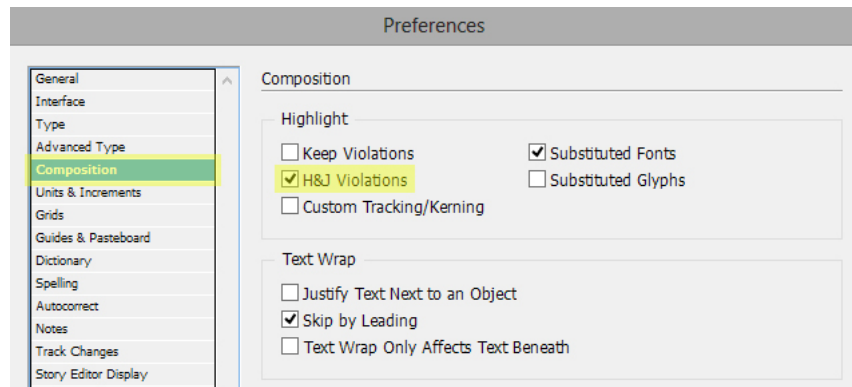 Preferences
General
Interface
Type
Advanced Type
Composition
Units & Increments
Grids
Guides & Pasteboard
Dictionary
Spelling
Autocorrect
Notes
Track Changes
Story Editor Display
Composition
Highlight
Keep Violations
Substituted Fonts
H&J Violations
Substituted Glyphs
Custom Tracking/Kerning
Text Wrap
Justify Text Next to an Object
Skip by Leading
Text Wrap Only Affects Text Beneath